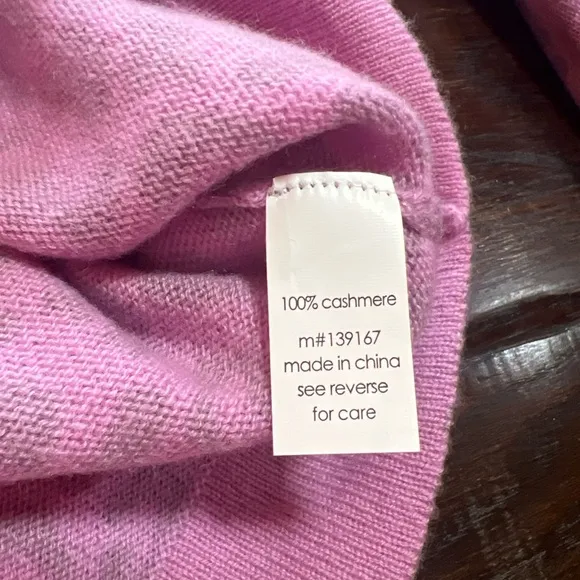 100% cashmere
m#139167
made in china
see reverse
for care